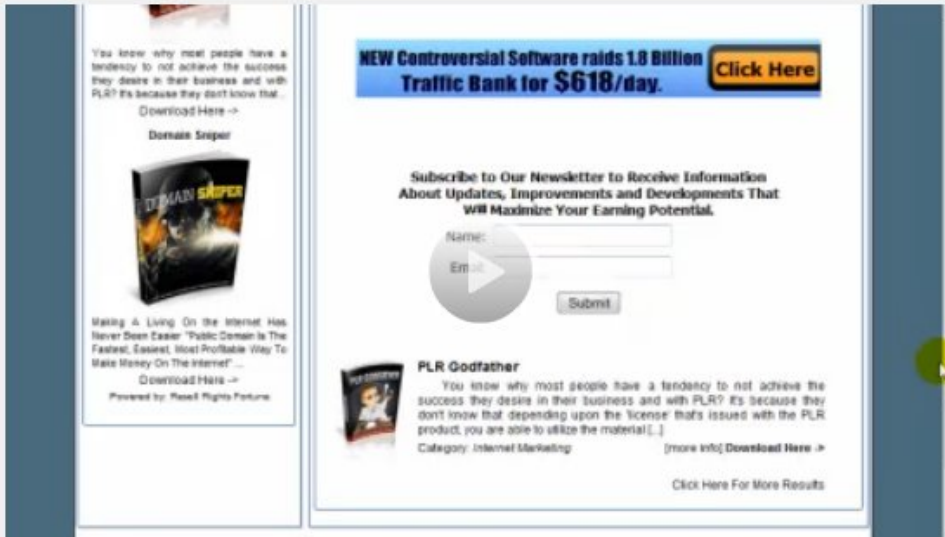 You know why most people have a
tendency to not achieve the success
they desire in their business and with
PLR? It's because they don't know that...
Download Here ->
Domain Sniper
DOMAIN SNIPER
Making A Living On the Internet Has
Never Been Easier "Public Domain Is The
Fastest, Easiest, Most Profitable Way To
Make Money On The Internet" ...
Download Here ->
Powered by: Resell Rights Fortune
NEW Controversial Software raids 1.8 Billion
Traffic Bank for $618/day.
Click Here
Subscribe to Our Newsletter to Receive Information
About Updates, Improvements and Developments That
Will Maximize Your Earning Potential.
Name:
Email:
Submit
PLR Godfather
PLR GODFATHER
You know why most people have a tendency to not achieve the
success they desire in their business and with PLR? It's because they
don't know that depending upon the 'license' that's issued with the PLR
product, you are able to utilize the material [...]
Category: Internet Marketing
[more info] Download Here ->
Click Here For More Results